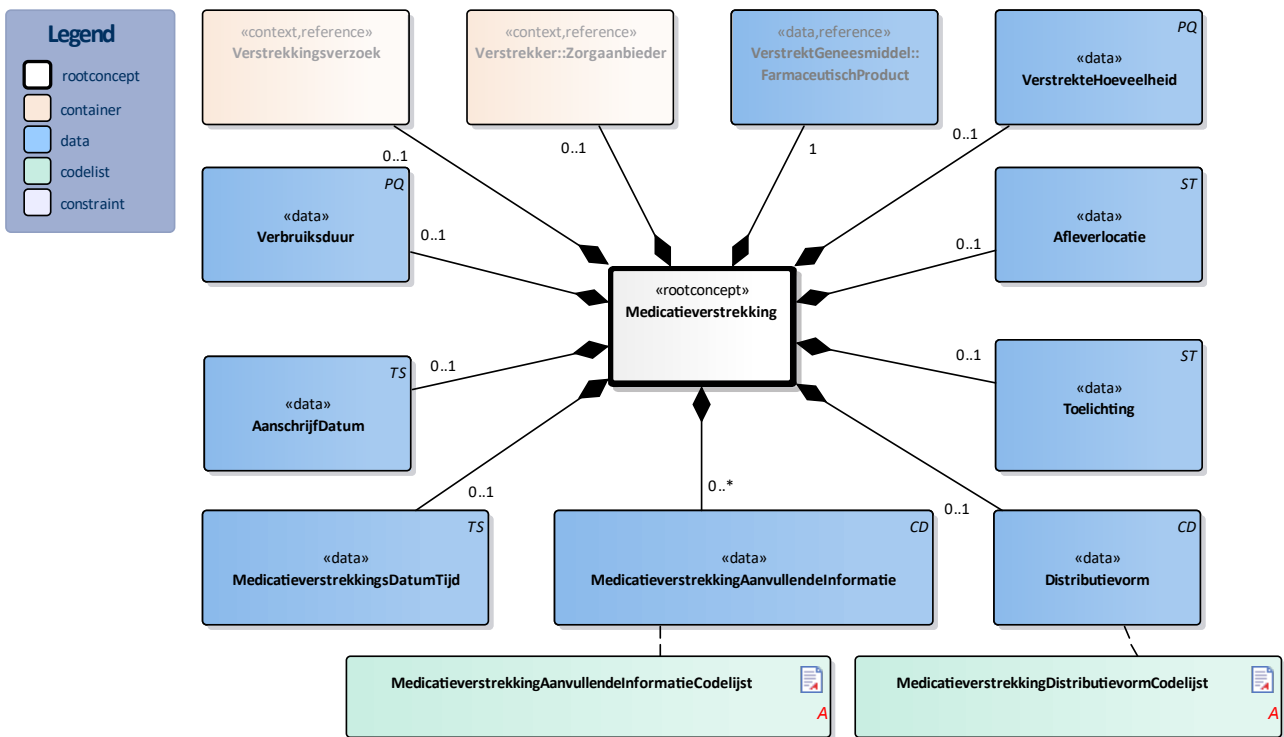 Legend
rootconcept
container
data
codelist
constraint
«context,reference»
Verstrekkingsverzoek
0..1
«context,reference»
Verstrekker::Zorgaanbieder
0..1
«data,reference»
VerstrektGeneesmiddel::
FarmaceutischProduct
1
PQ
«data»
VerstrekteHoeveelheid
0..1
PQ
«data»
Verbruiksduur
0..1
ST
«data»
Afleverlocatie
0..1
«rootconcept»
Medicatieverstrekking
TS
«data»
AanschrijfDatum
0..1
ST
«data»
Toelichting
0..1
TS
«data»
MedicatieverstrekkingsDatumTijd
0..1
CD
«data»
MedicatieverstrekkingAanvullendeInformatie
0..*
CD
«data»
Distributievorm
0..1
MedicatieverstrekkingAanvullendeInformatieCodelijst
A
MedicatieverstrekkingDistributievormCodelijst
A